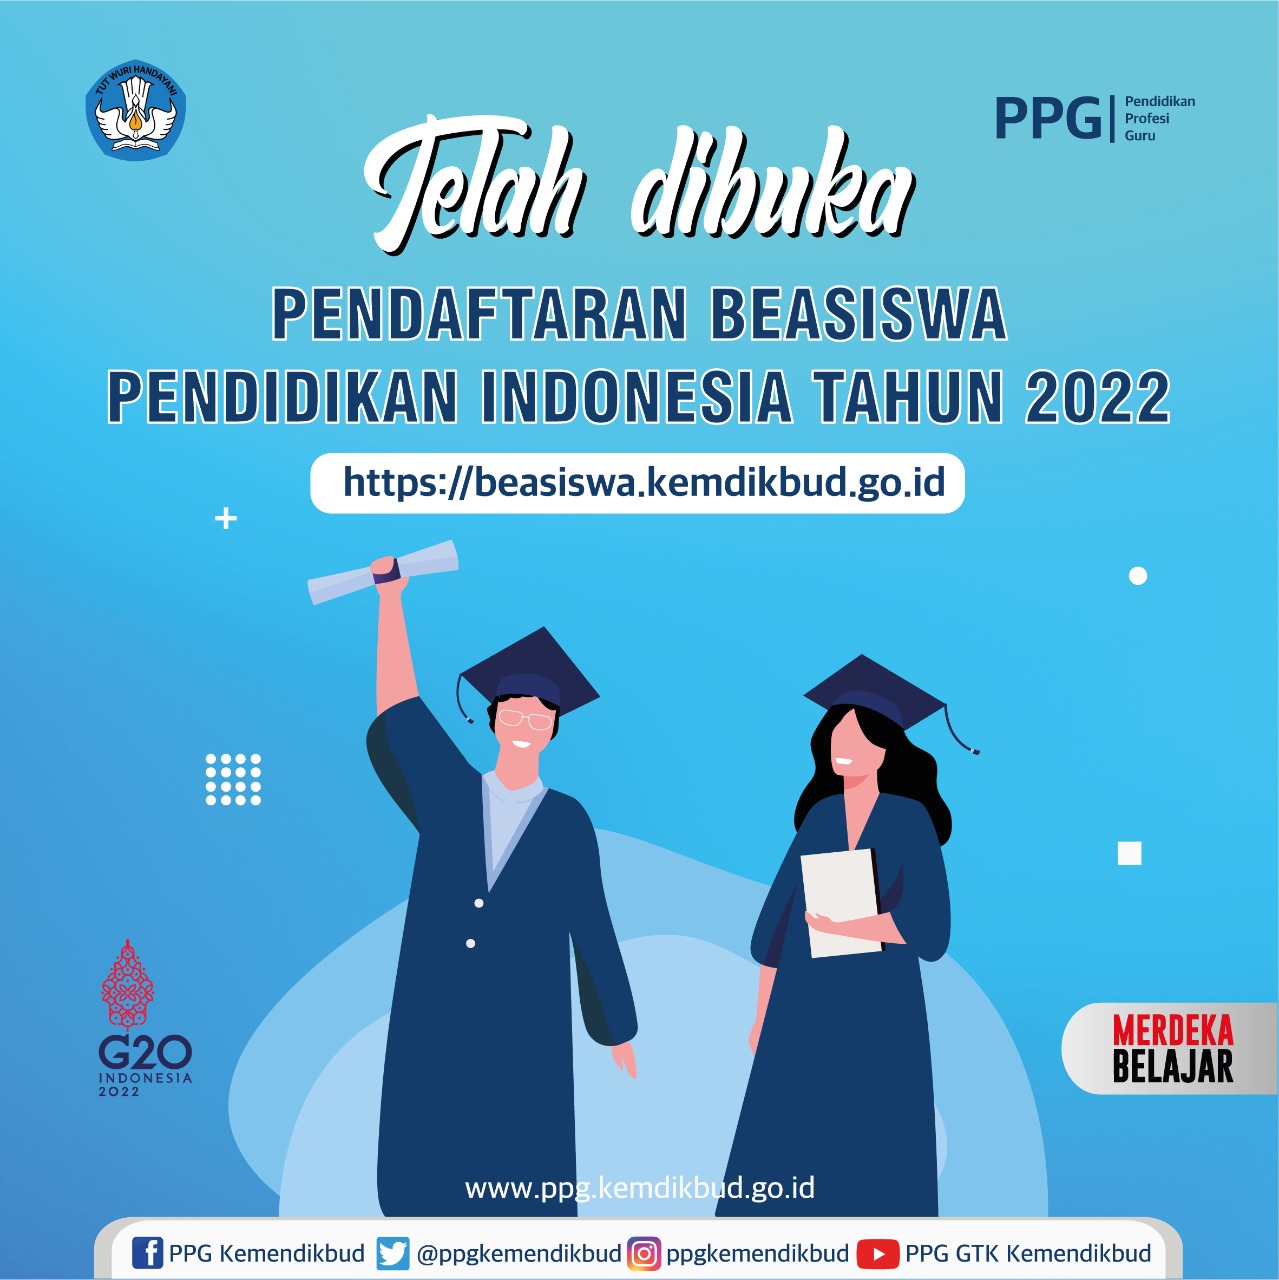 TUT WURI HANDAYANI
PPG
Pendidikan
Profesi
Guru
Telah dibuka
PENDAFTARAN BEASISWA
PENDIDIKAN INDONESIA TAHUN 2022
https://beasiswa.kemdikbud.go.id
G20
INDONESIA
2022
MERDEKA
BELAJAR
www.ppg.kemdikbud.go.id
PPG Kemendikbud @ppgkemendikbud ppgkemendikbud PPG GTK Kemendikbud